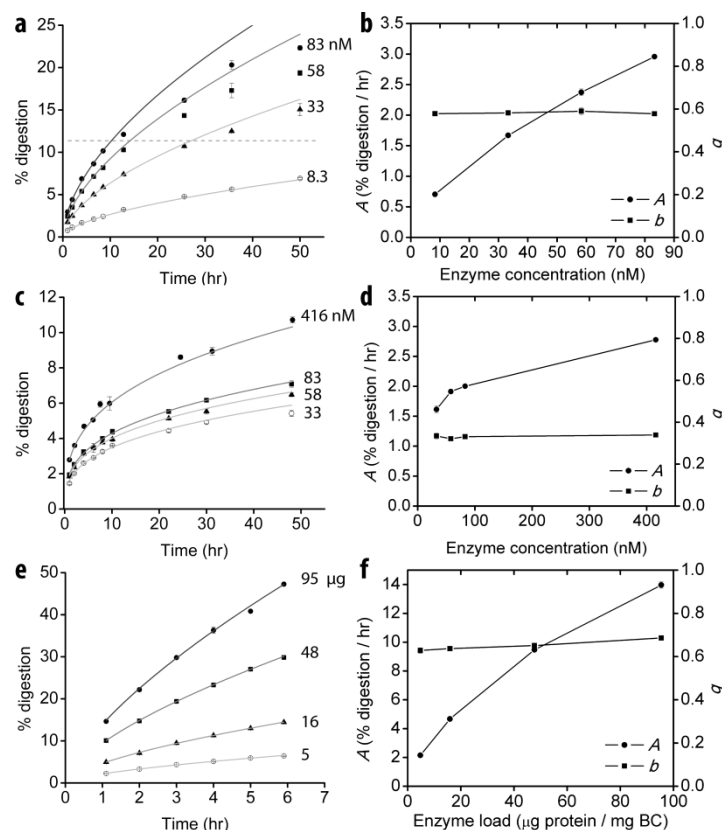 a
% digestion
25
20
15
10
5
0
0 10 20 30 40 50
Time (hr)
83 nM
58
33
8.3
b
A (% digestion / hr)
3.5
3.0
2.5
2.0
1.5
1.0
0.5
0.0
0 10 20 30 40 50 60 70 80 90
Enzyme concentration (nM)
1.0
0.8
0.6
0.4
0.2
0.0
b
A
b
c
% digestion
12
10
8
6
4
2
0
0 10 20 30 40 50
Time (hr)
416 nM
83
58
33
d
A (% digestion / hr)
3.5
3.0
2.5
2.0
1.5
1.0
0.5
0.0
0 100 200 300 400
Enzyme concentration (nM)
1.0
0.8
0.6
0.4
0.2
0.0
b
A
b
e
% digestion
50
40
30
20
10
0
0 1 2 3 4 5 6 7
Time (hr)
95 µg
48
16
5
f
A (% digestion / hr)
14
12
10
8
6
4
2
0
0 20 40 60 80 100
Enzyme load (µg protein / mg BC)
1.0
0.8
0.6
0.4
0.2
0.0
b
A
b